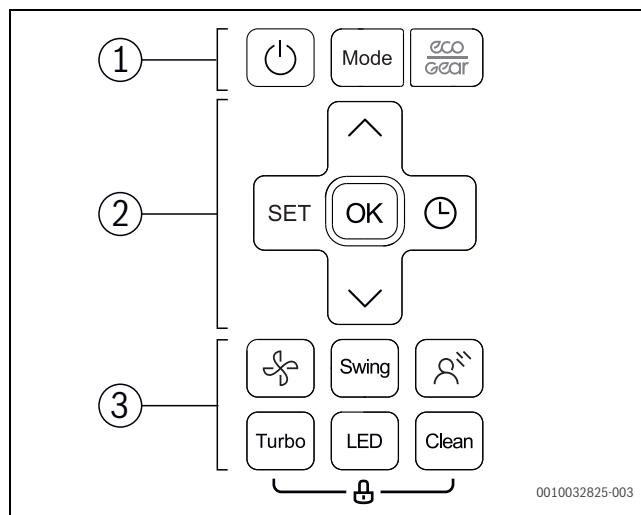 1
Mode
eco
Gear
2
SET
OK
3
Swing
Turbo
LED
Clean
0010032825-003